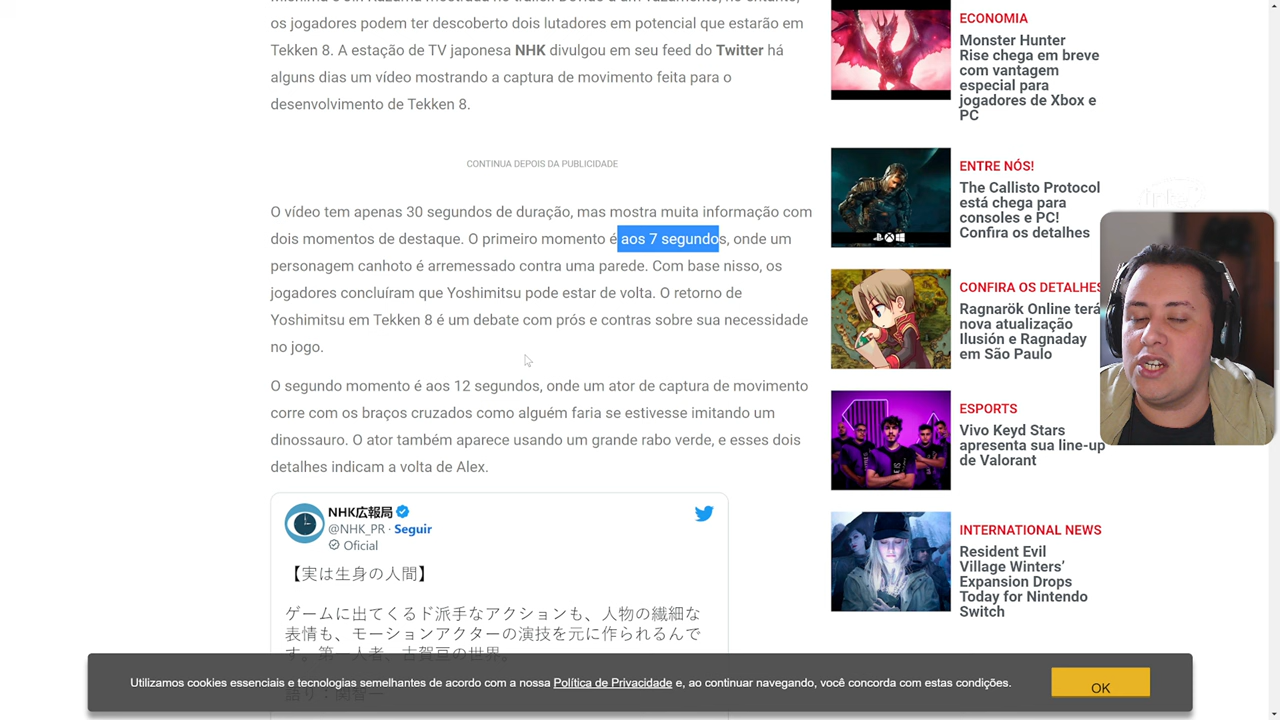 os jogadores podem ter descoberto dois lutadores em potencial que estarão em
Tekken 8. A estação de TV japonesa NHK divulgou em seu feed do Twitter há
alguns dias um vídeo mostrando a captura de movimento feita para o
desenvolvimento de Tekken 8.
CONTINUA DEPOIS DA PUBLICIDADE
O vídeo tem apenas 30 segundos de duração, mas mostra muita informação com
dois momentos de destaque. O primeiro momento é aos 7 segundos, onde um
personagem canhoto é arremessado contra uma parede. Com base nisso, os
jogadores concluíram que Yoshimitsu pode estar de volta. O retorno de
Yoshimitsu em Tekken 8 é um debate com prós e contras sobre sua necessidade
no jogo.
O segundo momento é aos 12 segundos, onde um ator de captura de movimento
corre com os braços cruzados como alguém faria se estivesse imitando um
dinossauro. O ator também aparece usando um grande rabo verde, e esses dois
detalhes indicam a volta de Alex.
NHK広報局
@NHK_PR · Seguir
Oficial
【実は生身の人間】
ゲームに出てくるド派手なアクションも、人物の繊細な
表情も、モーションアクターの演技を元に作られるんで
す。第一人者、古賀亘の世界。
ECONOMIA
Monster Hunter
Rise chega em breve
com vantagem
especial para
jogadores de Xbox e
PC
ENTRE NÓS!
The Callisto Protocol
está chega para
consoles e PC!
Confira os detalhes
CONFIRA OS DETALHES
Ragnarök Online terá
nova atualização
Ilusión e Ragnaday
em São Paulo
ESPORTS
Vivo Keyd Stars
apresenta sua line-up
de Valorant
INTERNATIONAL NEWS
Resident Evil
Village Winters’
Expansion Drops
Today for Nintendo
Switch
Utilizamos cookies essenciais e tecnologias semelhantes de acordo com a nossa Política de Privacidade e, ao continuar navegando, você concorda com estas condições.
OK